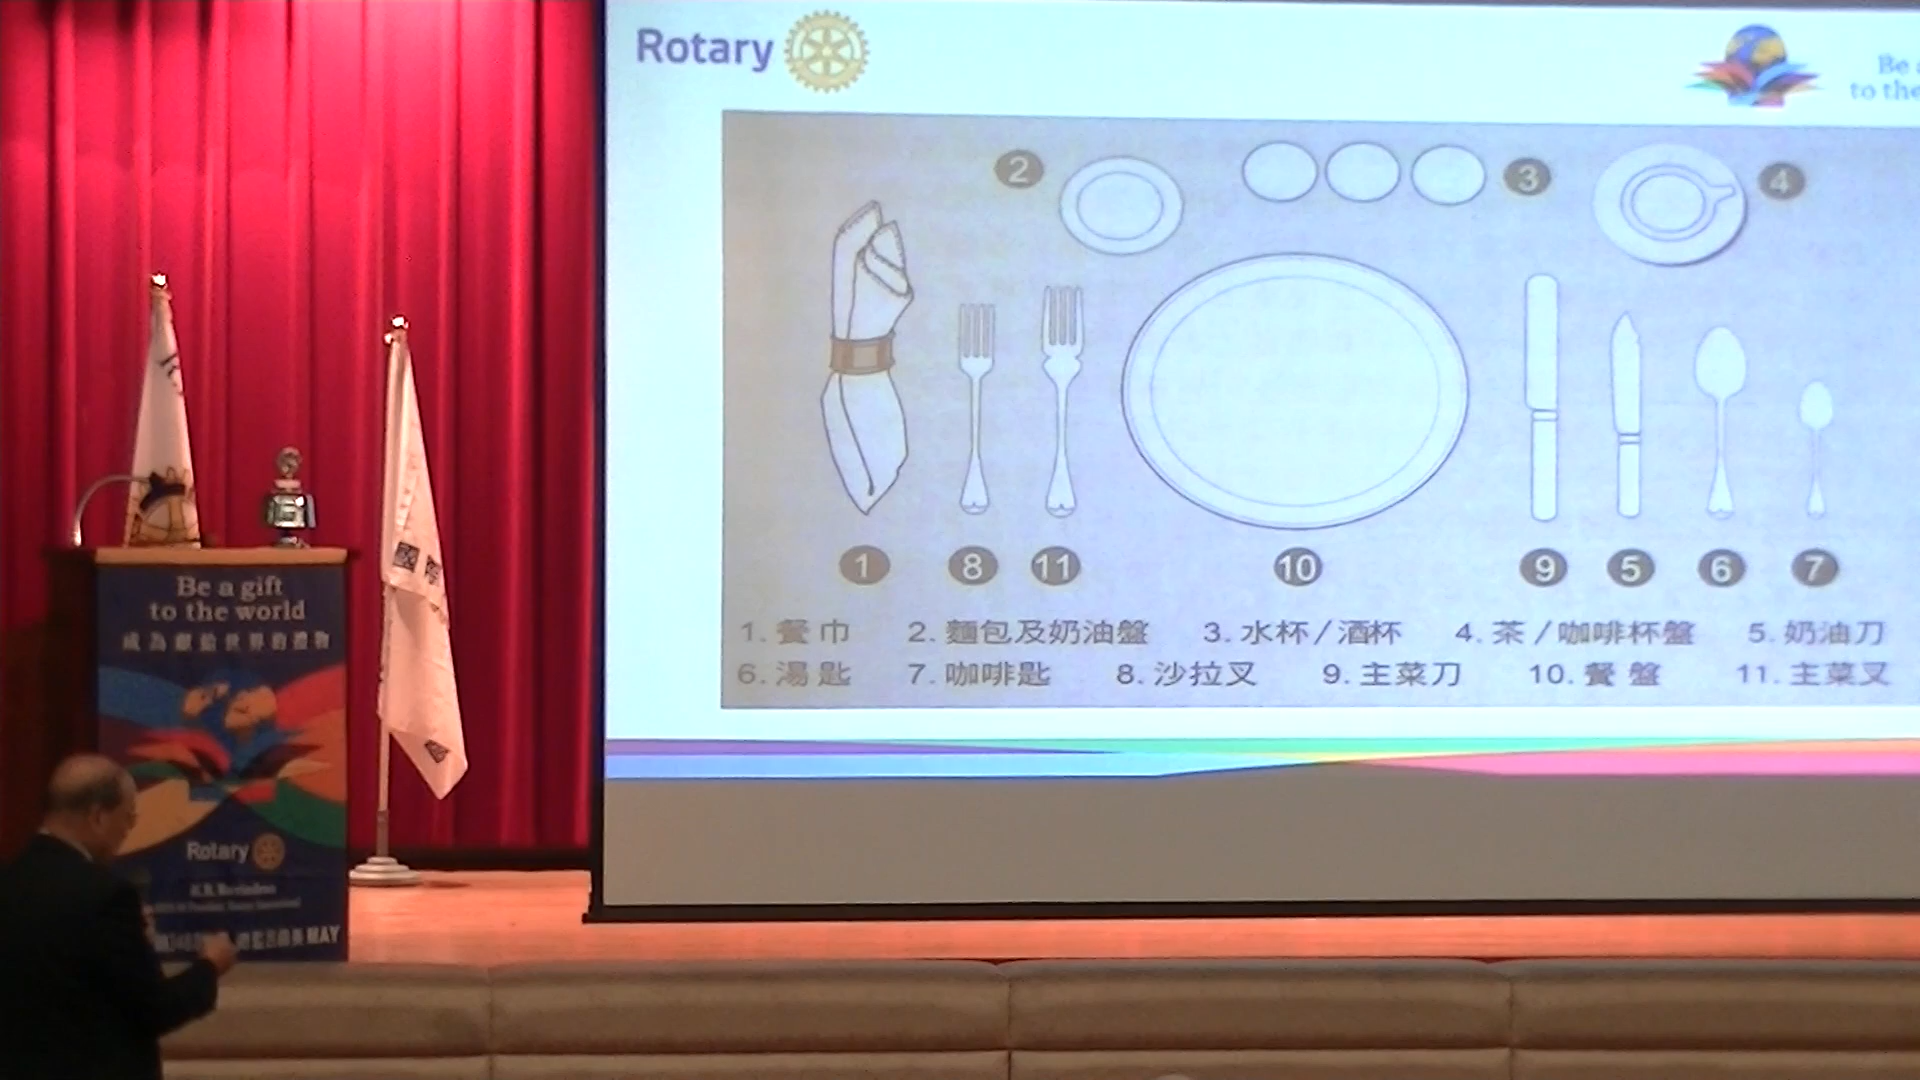 Rotary
Be
to the
2
3
4
1
8
11
10
9
5
6
7
1. 餐巾 2. 麵包及奶油盤 3. 水杯/酒杯 4. 茶/咖啡杯盤 5. 奶油刀
6. 湯匙 7. 咖啡匙 8. 沙拉叉 9. 主菜刀 10. 餐盤 11. 主菜叉
Be a gift
to the world
成為獻給世界的禮物
Rotary
MAY